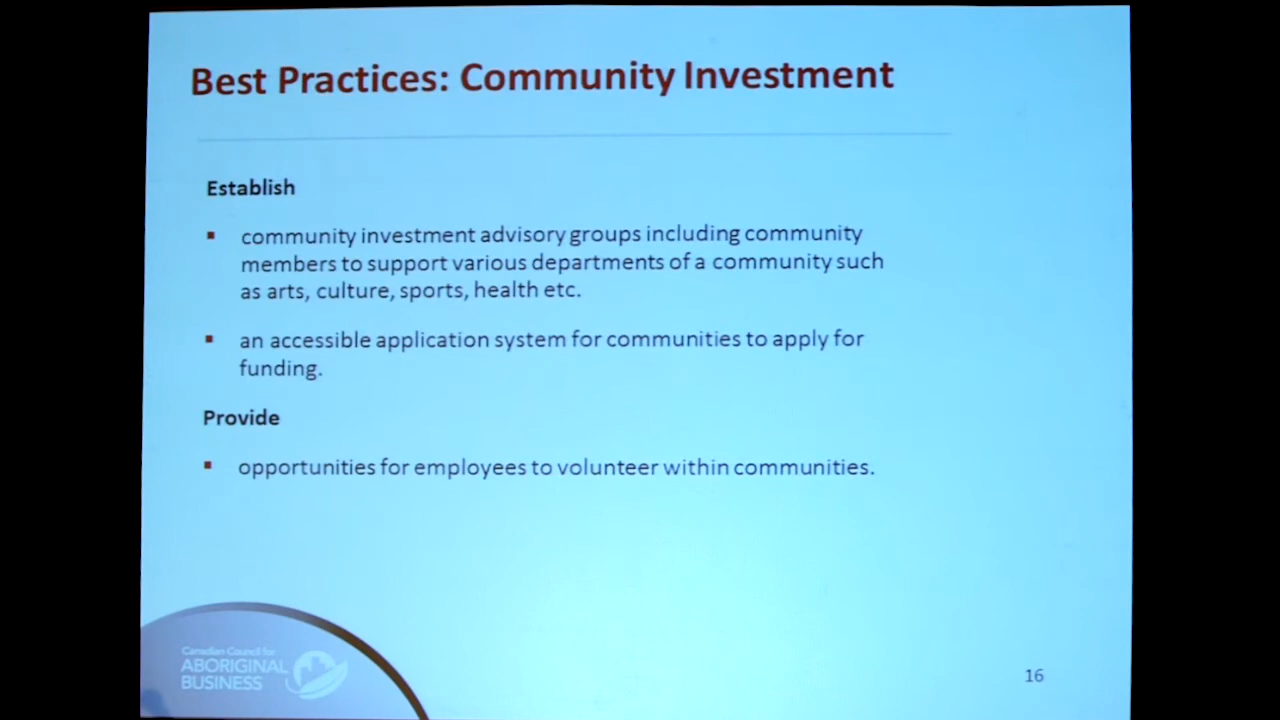 Best Practices: Community Investment
Establish
▪ community investment advisory groups including community
members to support various departments of a community such
as arts, culture, sports, health etc.
▪ an accessible application system for communities to apply for
funding.
Provide
▪ opportunities for employees to volunteer within communities.
Canadian Council for
ABORIGINAL
BUSINESS
16